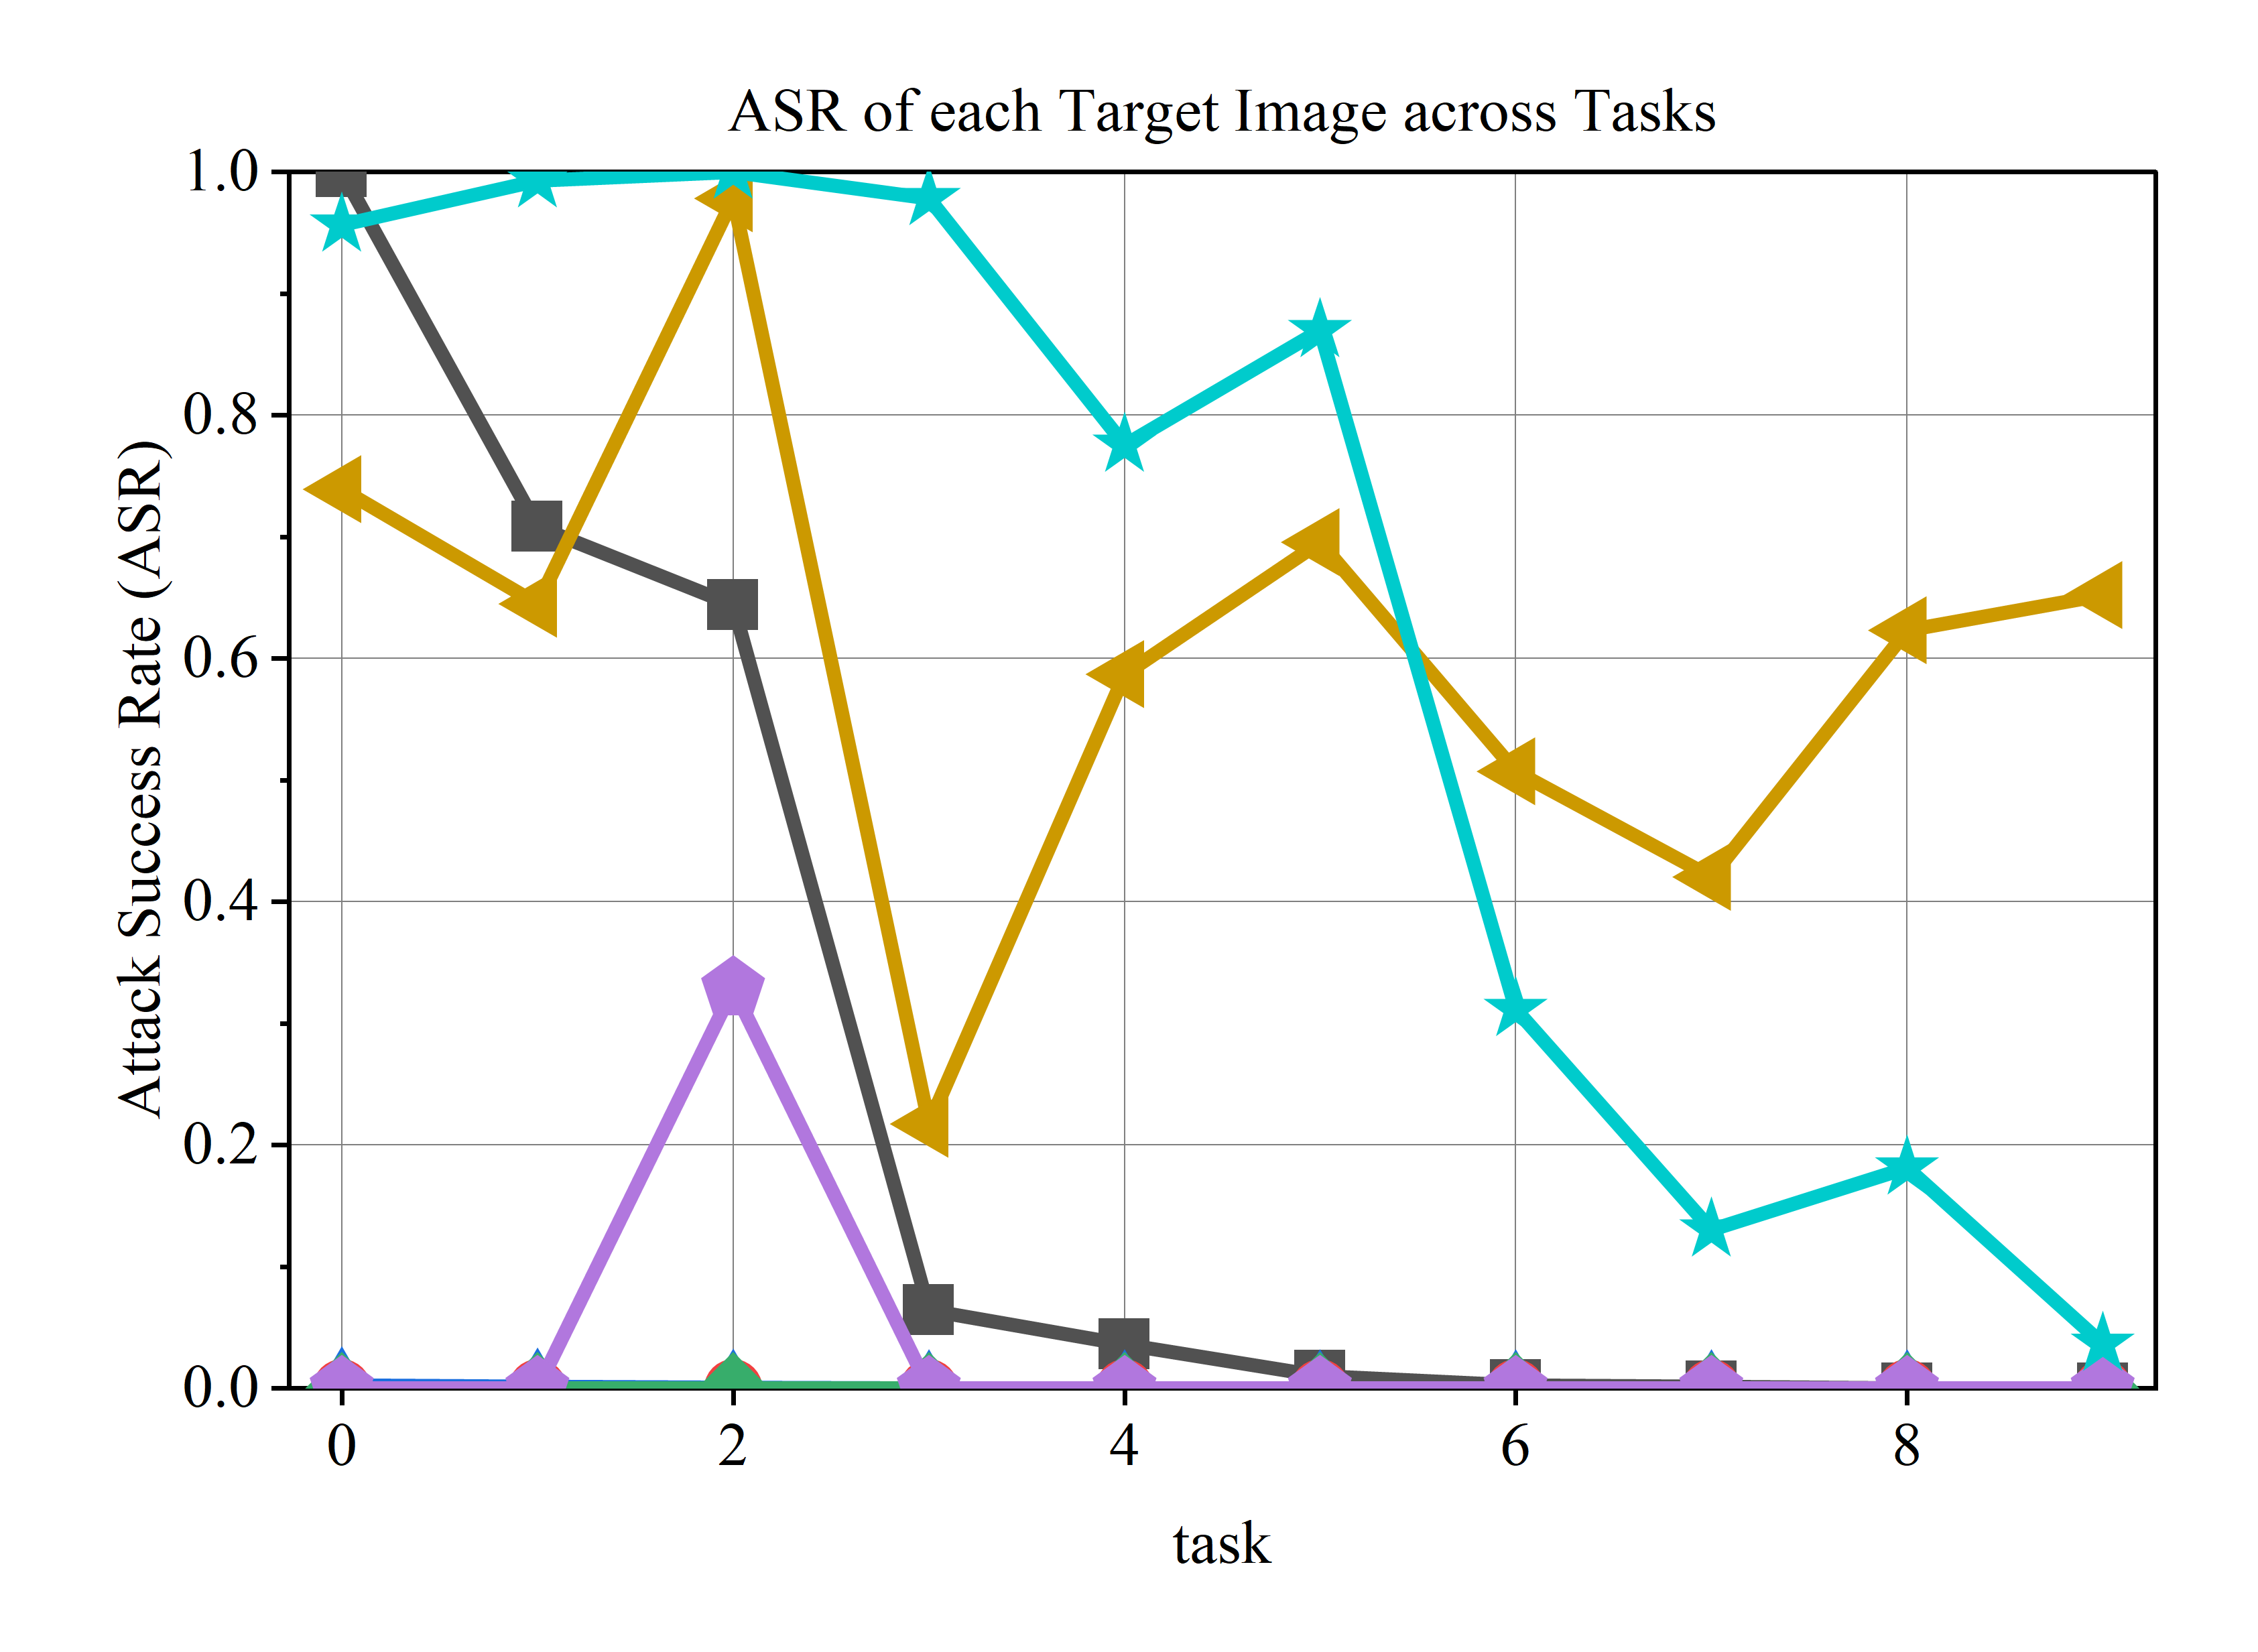 ASR of each Target Image across Tasks
Attack Success Rate (ASR)
1.0
0.8
0.6
0.4
0.2
0.0
0 2 4 6 8
task